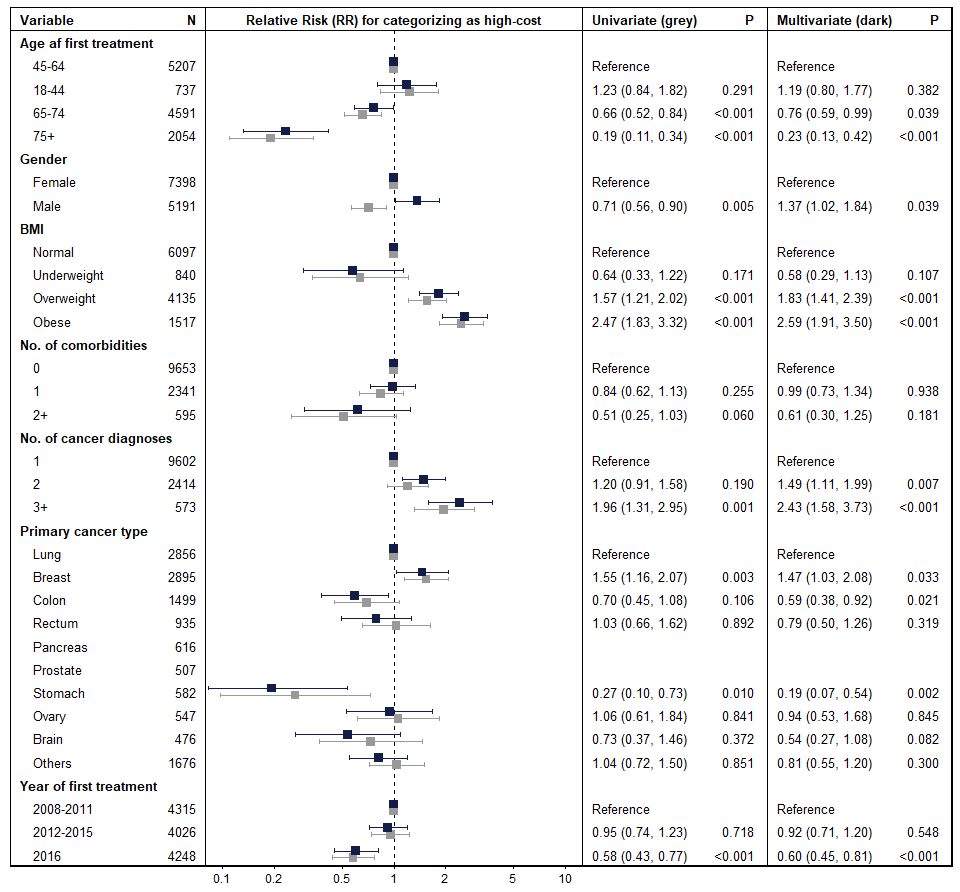 Variable N Relative Risk (RR) for categorizing as high-cost Univariate (grey) P Multivariate (dark) P
Age af first treatment
45-64 5207 Reference Reference
18-44 737 1.23 (0.84, 1.82) 0.291 1.19 (0.80, 1.77) 0.382
65-74 4591 0.66 (0.52, 0.84) <0.001 0.76 (0.59, 0.99) 0.039
75+ 2054 0.19 (0.11, 0.34) <0.001 0.23 (0.13, 0.42) <0.001
Gender
Female 7398 Reference Reference
Male 5191 0.71 (0.56, 0.90) 0.005 1.37 (1.02, 1.84) 0.039
BMI
Normal 6097 Reference Reference
Underweight 840 0.64 (0.33, 1.22) 0.171 0.58 (0.29, 1.13) 0.107
Overweight 4135 1.57 (1.21, 2.02) <0.001 1.83 (1.41, 2.39) <0.001
Obese 1517 2.47 (1.83, 3.32) <0.001 2.59 (1.91, 3.50) <0.001
No. of comorbidities
0 9653 Reference Reference
1 2341 0.84 (0.62, 1.13) 0.255 0.99 (0.73, 1.34) 0.938
2+ 595 0.51 (0.25, 1.03) 0.060 0.61 (0.30, 1.25) 0.181
No. of cancer diagnoses
1 9602 Reference Reference
2 2414 1.20 (0.91, 1.58) 0.190 1.49 (1.11, 1.99) 0.007
3+ 573 1.96 (1.31, 2.95) 0.001 2.43 (1.58, 3.73) <0.001
Primary cancer type
Lung 2856 Reference Reference
Breast 2895 1.55 (1.16, 2.07) 0.003 1.47 (1.03, 2.08) 0.033
Colon 1499 0.70 (0.45, 1.08) 0.106 0.59 (0.38, 0.92) 0.021
Rectum 935 1.03 (0.66, 1.62) 0.892 0.79 (0.50, 1.26) 0.319
Pancreas 616
Prostate 507
Stomach 582 0.27 (0.10, 0.73) 0.010 0.19 (0.07, 0.54) 0.002
Ovary 547 1.06 (0.61, 1.84) 0.841 0.94 (0.53, 1.68) 0.845
Brain 476 0.73 (0.37, 1.46) 0.372 0.54 (0.27, 1.08) 0.082
Others 1676 1.04 (0.72, 1.50) 0.851 0.81 (0.55, 1.20) 0.300
Year of first treatment
2008-2011 4315 Reference Reference
2012-2015 4026 0.95 (0.74, 1.23) 0.718 0.92 (0.71, 1.20) 0.548
2016 4248 0.58 (0.43, 0.77) <0.001 0.60 (0.45, 0.81) <0.001
0.1 0.2 0.5 1 2 5 10